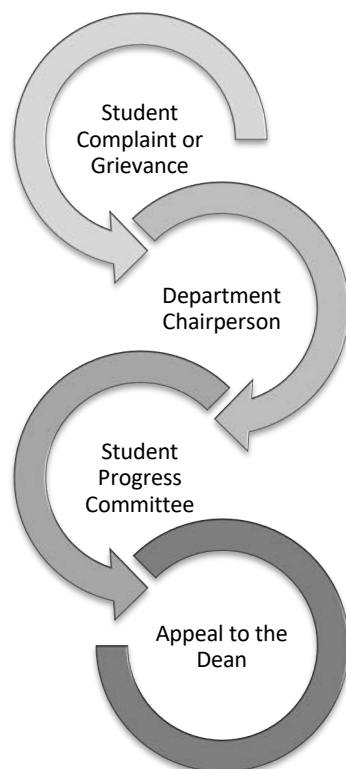 Student
Complaint or
Grievance
Department
Chairperson
Student
Progress
Committee
Appeal to the
Dean